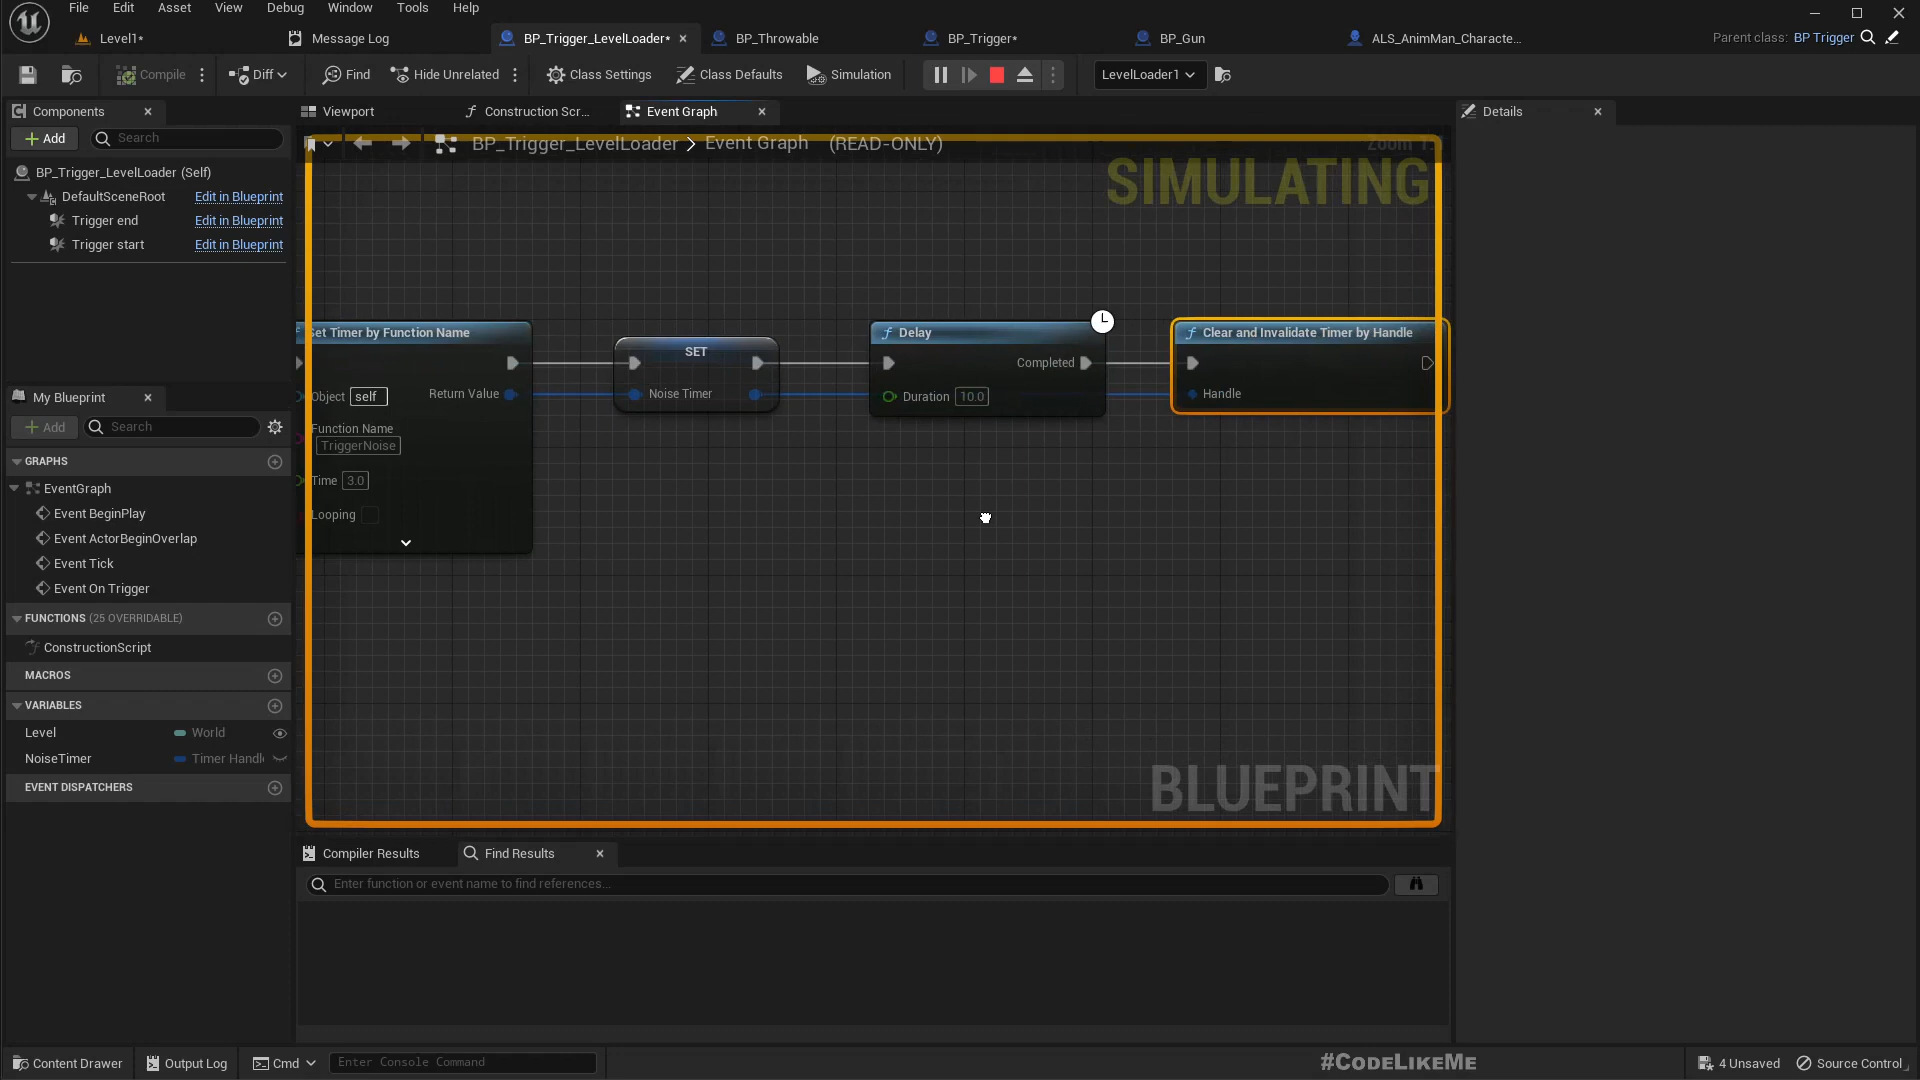 File Edit Asset View Debug Window Tools Help
Level1* Message Log BP_Trigger_LevelLoader* BP_Throwable BP_Trigger* BP_Gun ALS_AnimMan_Characte... Parent class: BP Trigger
Compile Diff Find Hide Unrelated Class Settings Class Defaults Simulation LevelLoader1
Components
Add Search
BP_Trigger_LevelLoader (Self)
DefaultSceneRoot Edit in Blueprint
Trigger end Edit in Blueprint
Trigger start Edit in Blueprint
My Blueprint
Add Search
GRAPHS
EventGraph
Event BeginPlay
Event ActorBeginOverlap
Event Tick
Event On Trigger
FUNCTIONS (25 OVERRIDABLE)
ConstructionScript
MACROS
VARIABLES
Level World
NoiseTimer Timer Handl
EVENT DISPATCHERS
Viewport Construction Scr... Event Graph
BP_Trigger_LevelLoader > Event Graph (READ-ONLY)
SIMULATING
Set Timer by Function Name
Object self Return Value
Function Name
TriggerNoise
Time 3.0
Looping
SET
Noise Timer
Delay
Completed
Duration 10.0
Clear and Invalidate Timer by Handle
Handle
BLUEPRINT
Compiler Results Find Results
Enter function or event name to find references...
Details
Content Drawer Output Log Cmd Enter Console Command #CODELIKEME 4 Unsaved Source Control